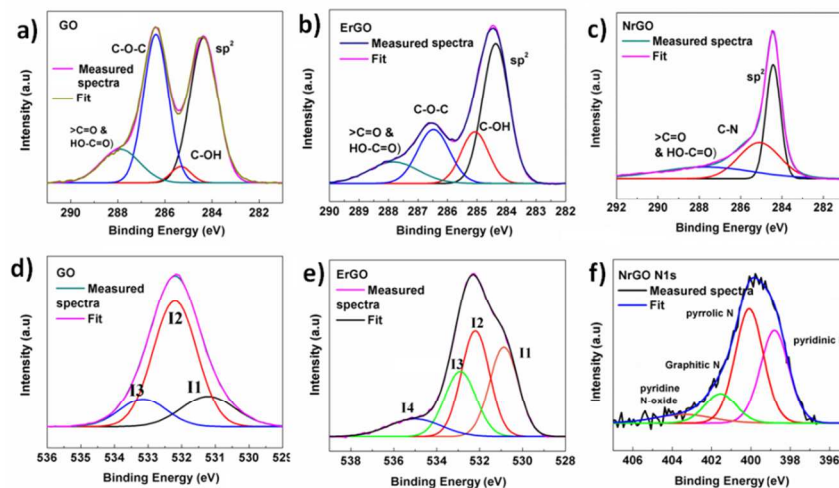 a) GO
C-O-C
sp2
Measured
spectra
Fit
>C=O &
HO-C=O)
C-OH
Intensity (a.u)
290 288 286 284 282
Binding Energy (eV)
b) ErGO
Measured spectra
Fit
sp2
C-O-C
>C=O &
HO-C=O)
C-OH
Intensity (a.u)
290 289 288 287 286 285 284 283 282
Binding Energy (eV)
c) NrGO
Measured spectra
Fit
sp2
C-N
>C=O
& HO-C=O)
Intensity (a.u)
292 290 288 286 284 282 280
Binding Energy (eV)
d) GO
Measured
spectra
Fit
I2
I3
I1
Intensity (a.u)
536 535 534 533 532 531 530 529
Binding Energy (eV)
e) ErGO
Measured
spectra
Fit
I2
I1
I3
I4
Intensity (a.u)
538 536 534 532 530 528
Binding Energy (eV)
f) NrGO N1s
Measured spectra
Fit
pyrrolic N
pyridinic
Graphitic N
pyridine
N-oxide
Intensity (a.u)
406 404 402 400 398 396
Binding Energy (eV)